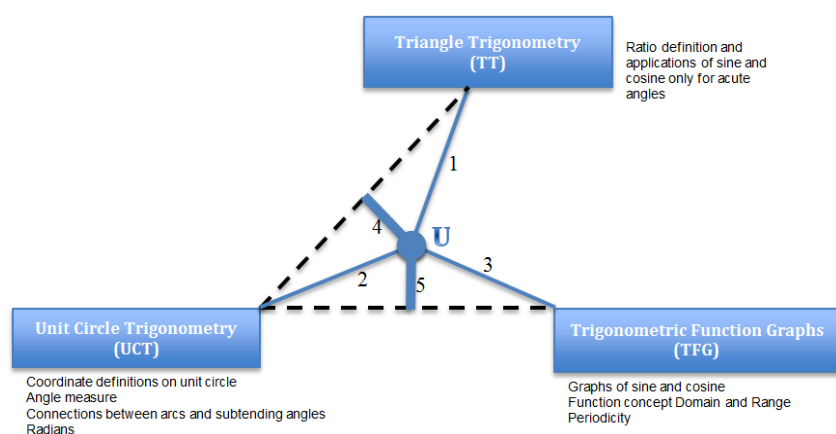 Triangle Trigonometry
(TT)
Ratio definition and
applications of sine and
cosine only for acute
angles
1
4
U
2
5
3
Unit Circle Trigonometry
(UCT)
Trigonometric Function Graphs
(TFG)
Coordinate definitions on unit circle
Angle measure
Connections between arcs and subtending angles
Radians
Graphs of sine and cosine
Function concept Domain and Range
Periodicity